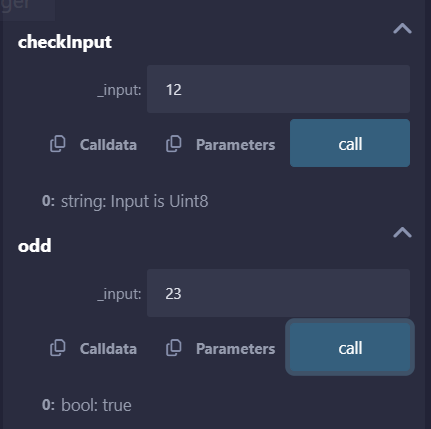 ger
checkInput
_input: 12
Calldata Parameters call
0: string: Input is Uint8
odd
_input: 23
Calldata Parameters call
0: bool: true